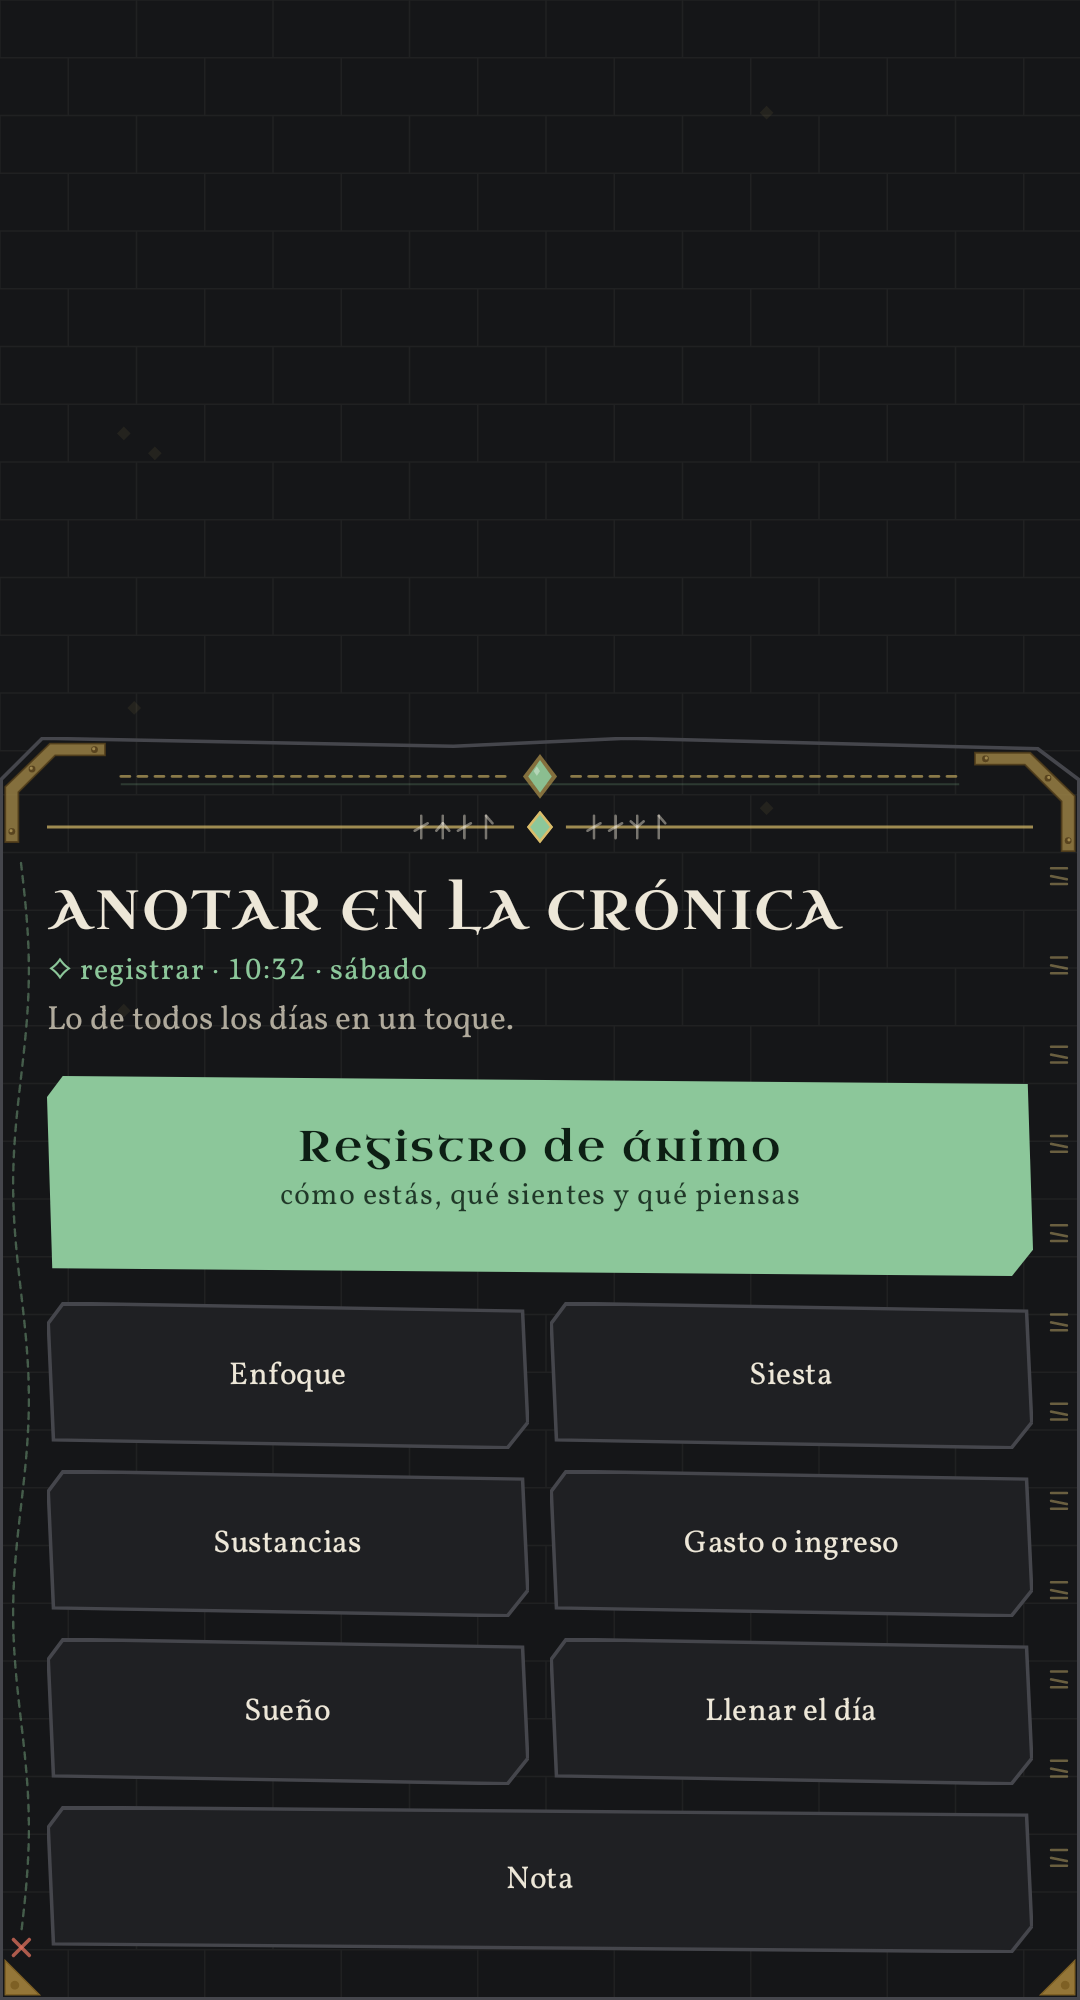 ANOTAR EN LA CRÓNICA
registrar · 10:32 · sábado
Lo de todos los días en un toque.
Registro de ánimo
cómo estás, qué sientes y qué piensas
Enfoque
Siesta
Sustancias
Gasto o ingreso
Sueño
Llenar el día
Nota